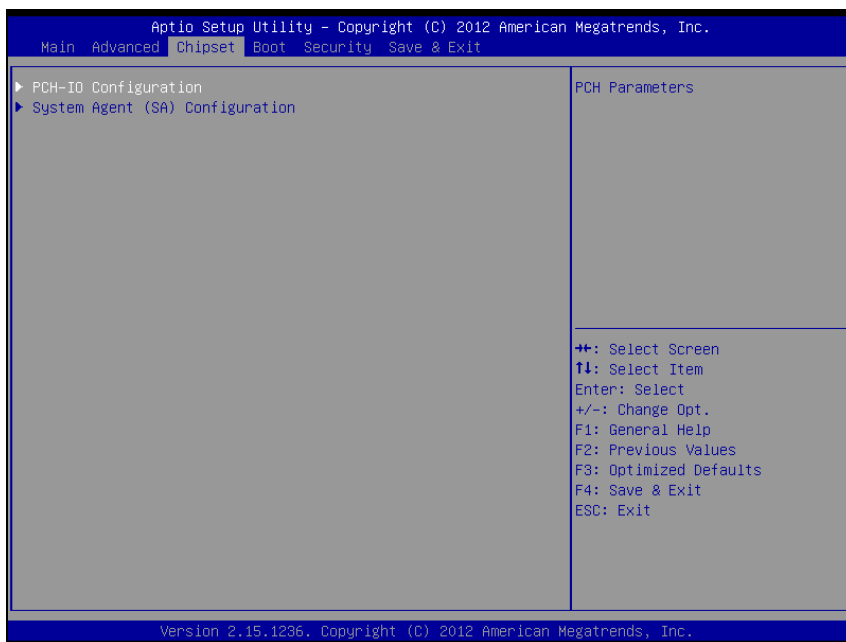 Aptio Setup Utility – Copyright (C) 2012 American Megatrends, Inc.
Main Advanced Chipset Boot Security Save & Exit
▶ PCH-IO Configuration
▶ System Agent (SA) Configuration
PCH Parameters
→←: Select Screen
↑↓: Select Item
Enter: Select
+/-: Change Opt.
F1: General Help
F2: Previous Values
F3: Optimized Defaults
F4: Save & Exit
ESC: Exit
Version 2.15.1236. Copyright (C) 2012 American Megatrends, Inc.